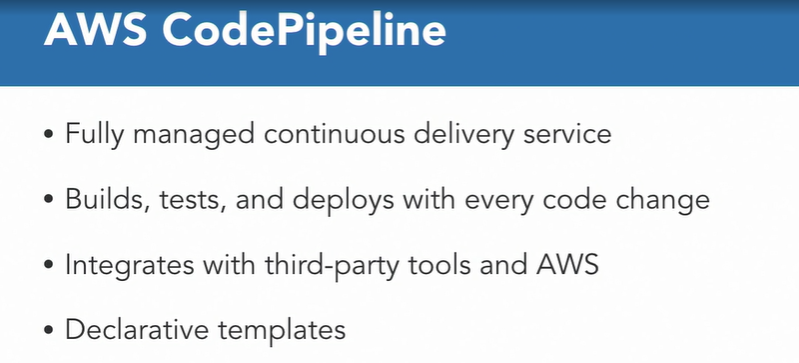 AWS CodePipeline
• Fully managed continuous delivery service
• Builds, tests, and deploys with every code change
• Integrates with third-party tools and AWS
• Declarative templates